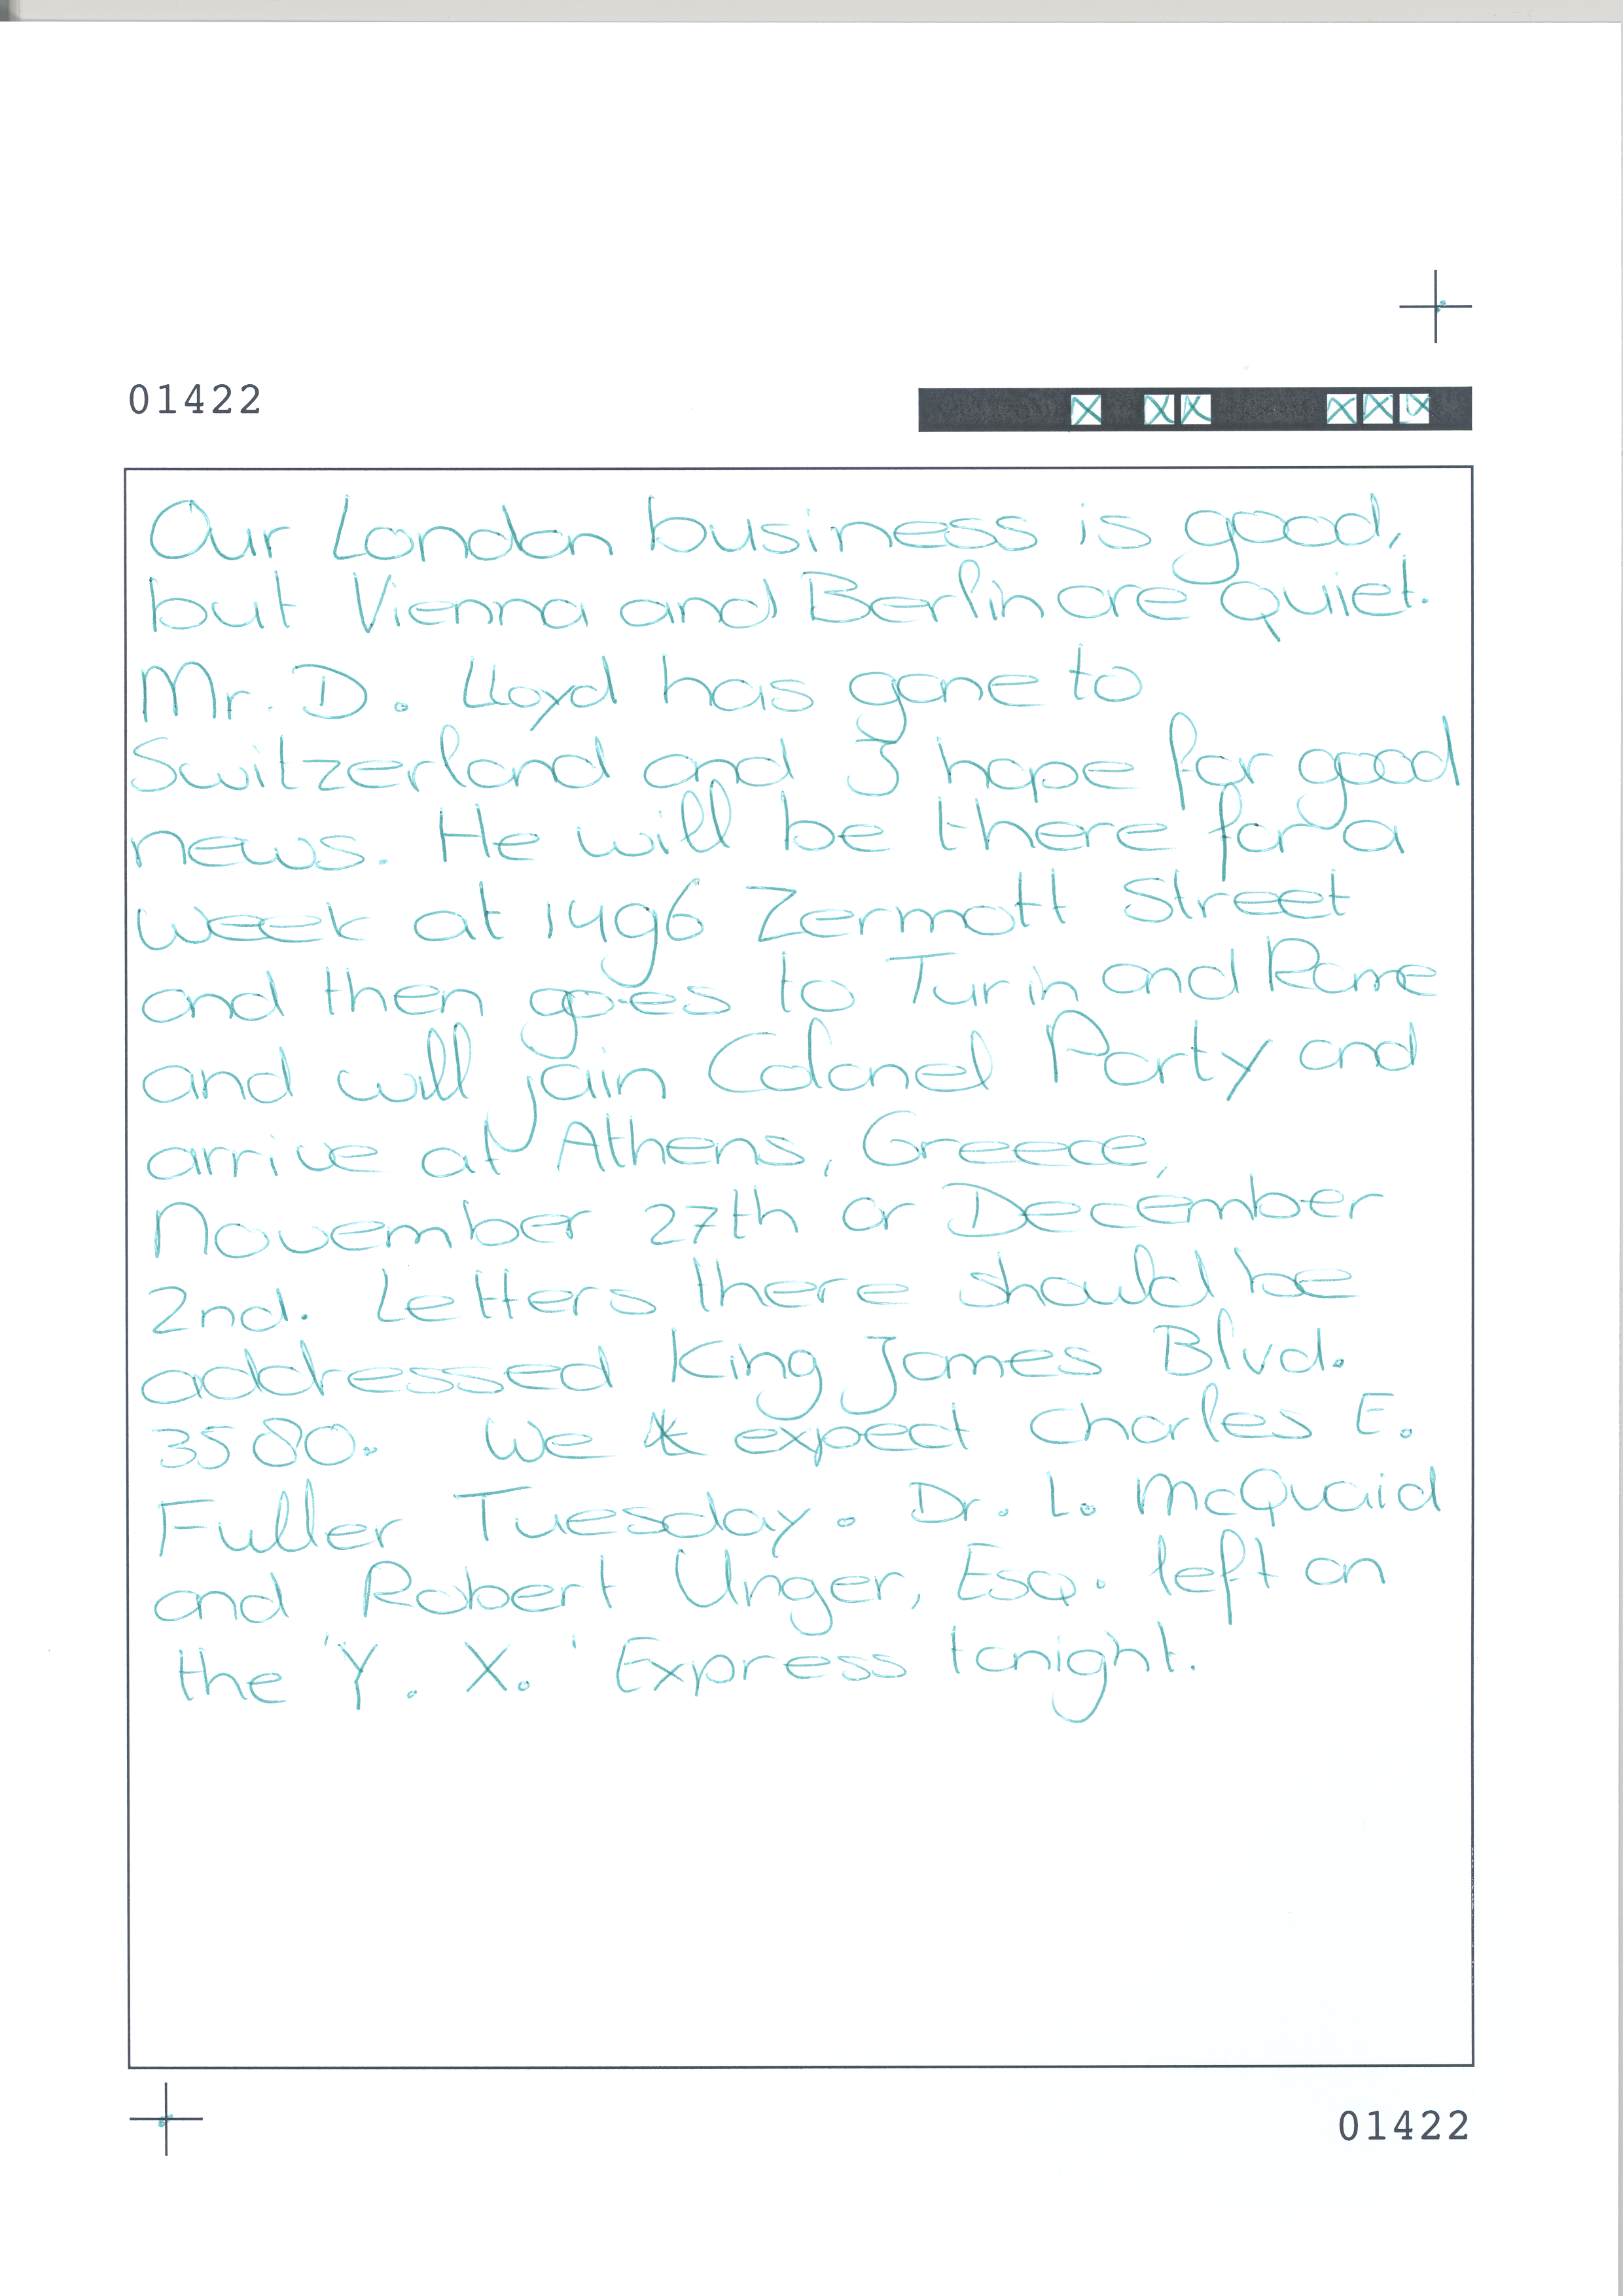 01422
Our London business is good,
but Vienna and Berlin are quiet.
Mr. D. Lloyd has gone to
Switzerland and I hope for good
news. He will be there for a
week at 1496 Zermott Street
and then goes to Turin and Rome
and will join Colonel Party and
arrive at Athens, Greece,
November 27th or December
2nd. Letters there should be
addressed King James Blvd.
3580. We expect Charles E.
Fuller Tuesday. Dr. L. McQuaid
and Robert Unger, Esq. left on
the 'Y. X.' Express tonight.
01422